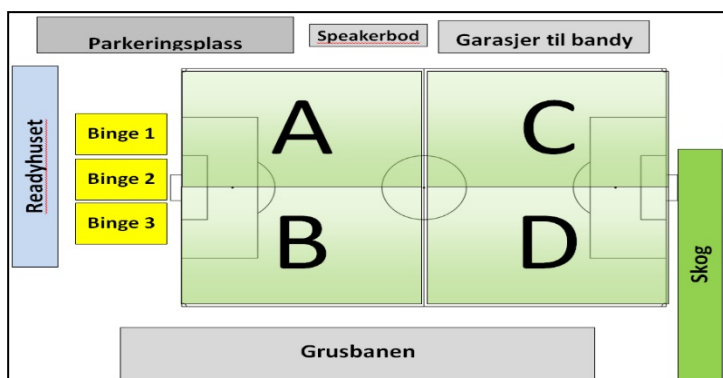 Parkeringsplass
Speakerbod
Garasjer til bandy
Readyhuset
Binge 1
Binge 2
Binge 3
A
C
B
D
Skog
Grusbanen